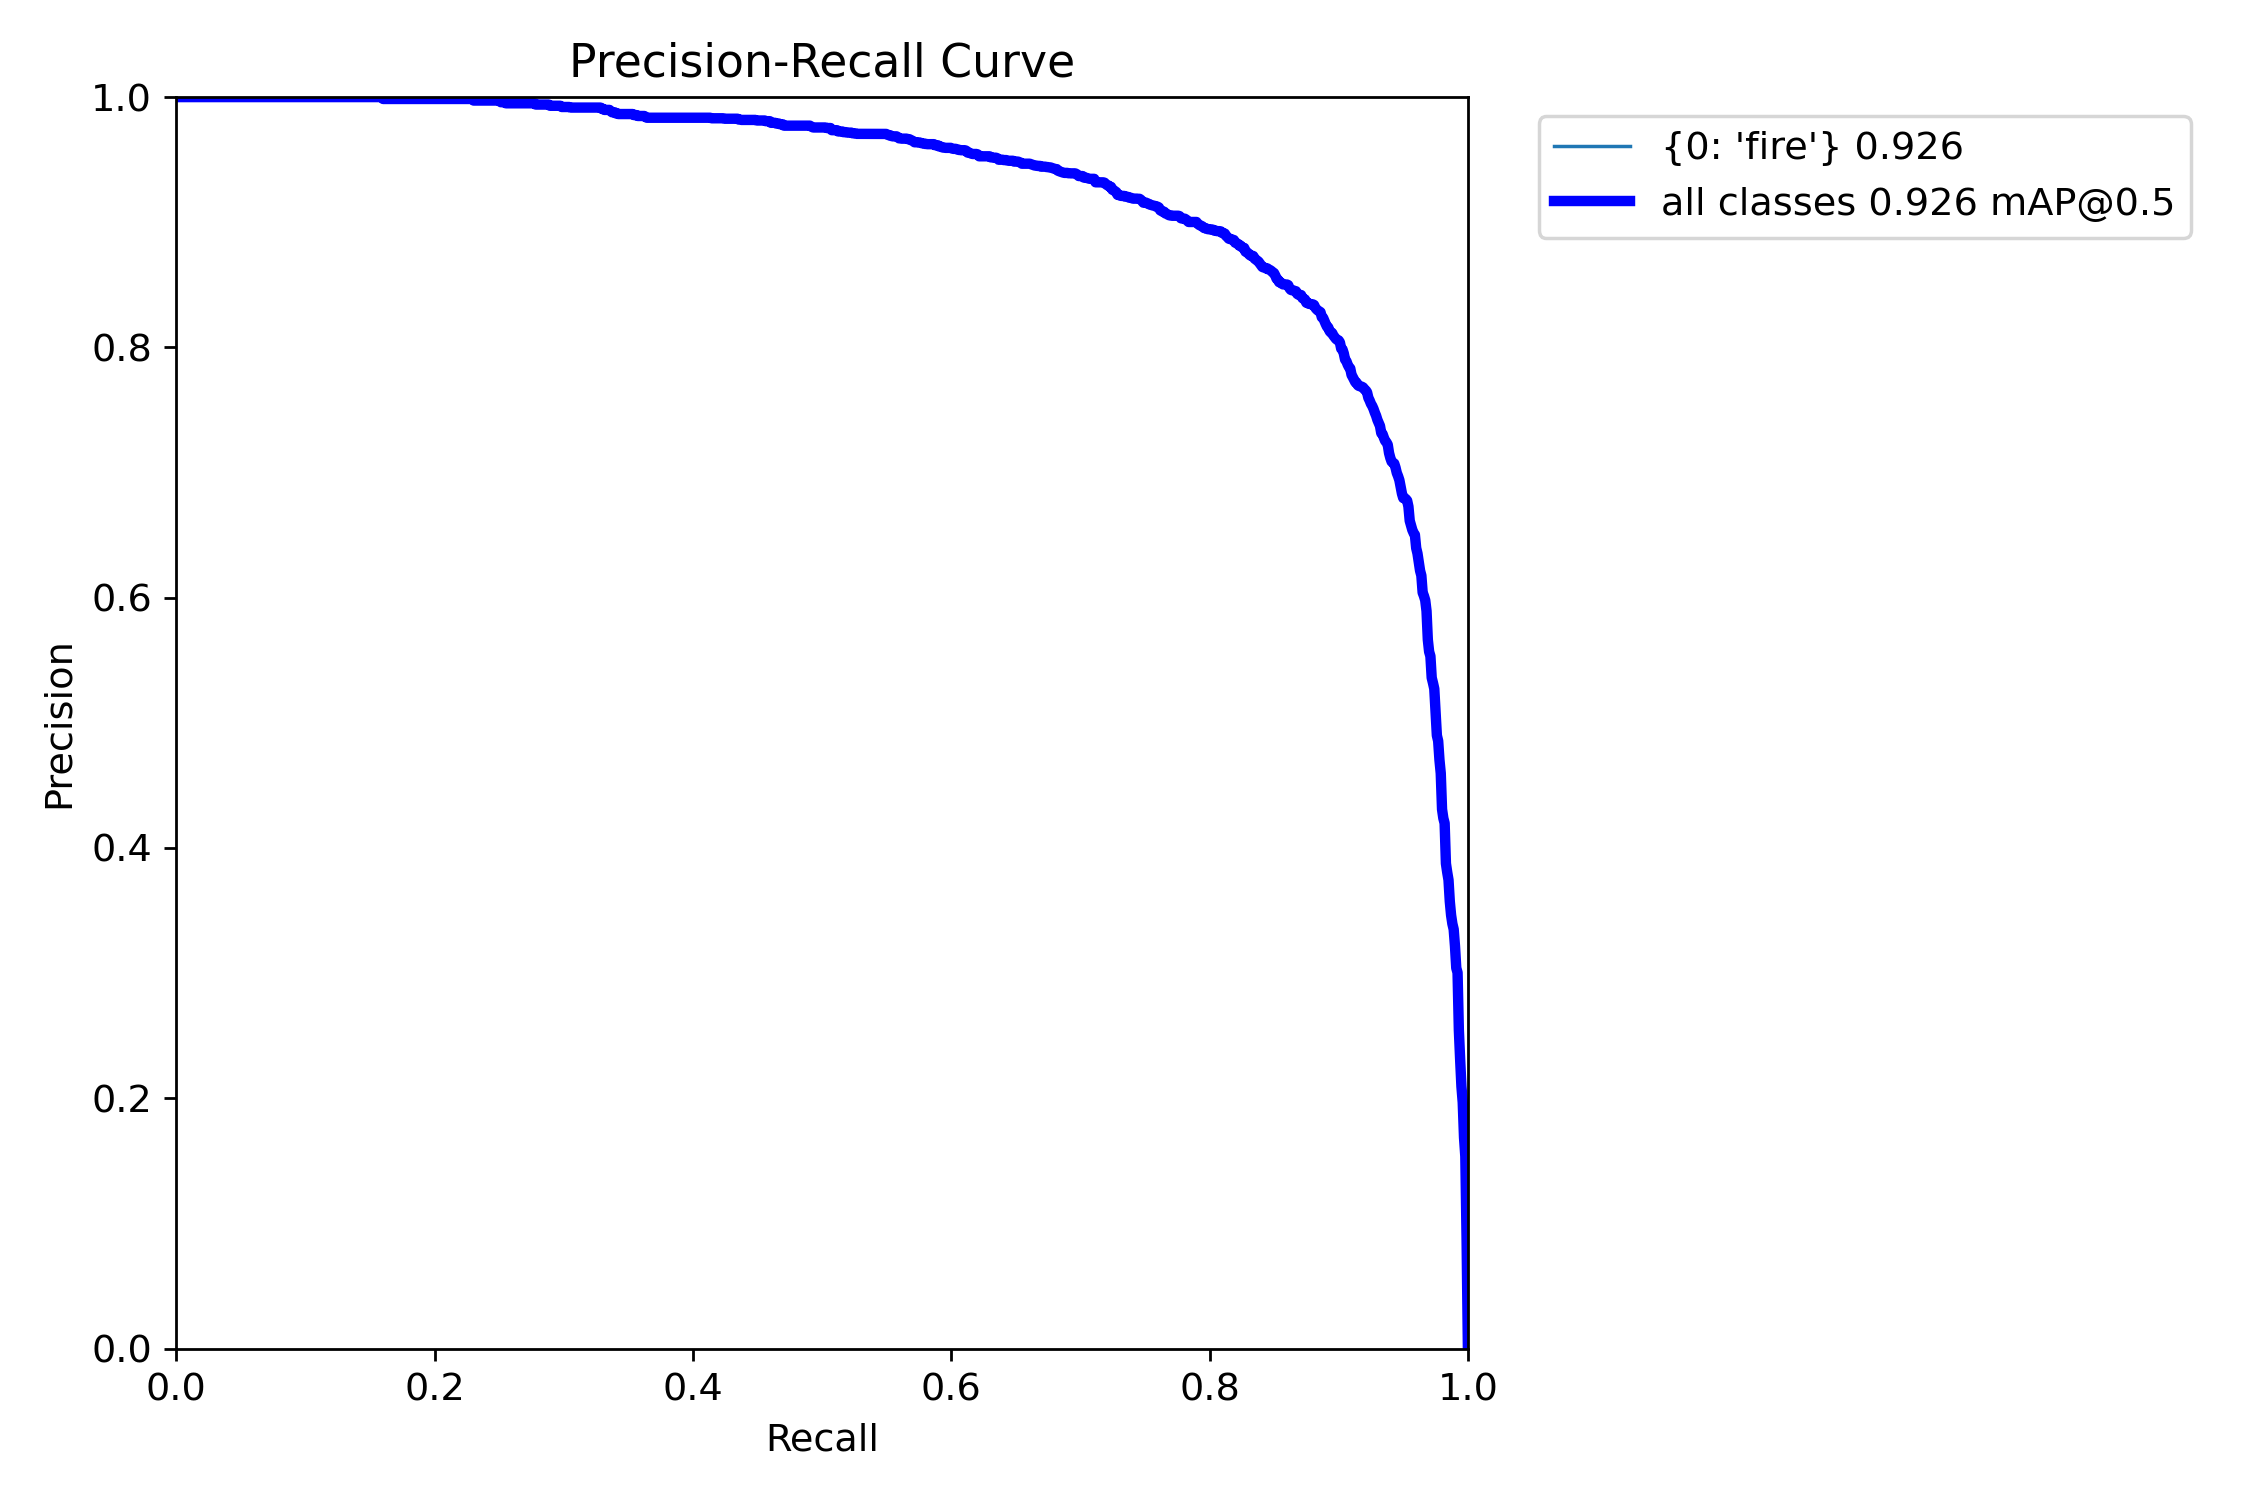 Precision-Recall Curve
1.0
0.8
0.6
0.4
0.2
0.0
Precision
0.0 0.2 0.4 0.6 0.8 1.0
Recall
{0: 'fire'} 0.926
all classes 0.926 mAP@0.5